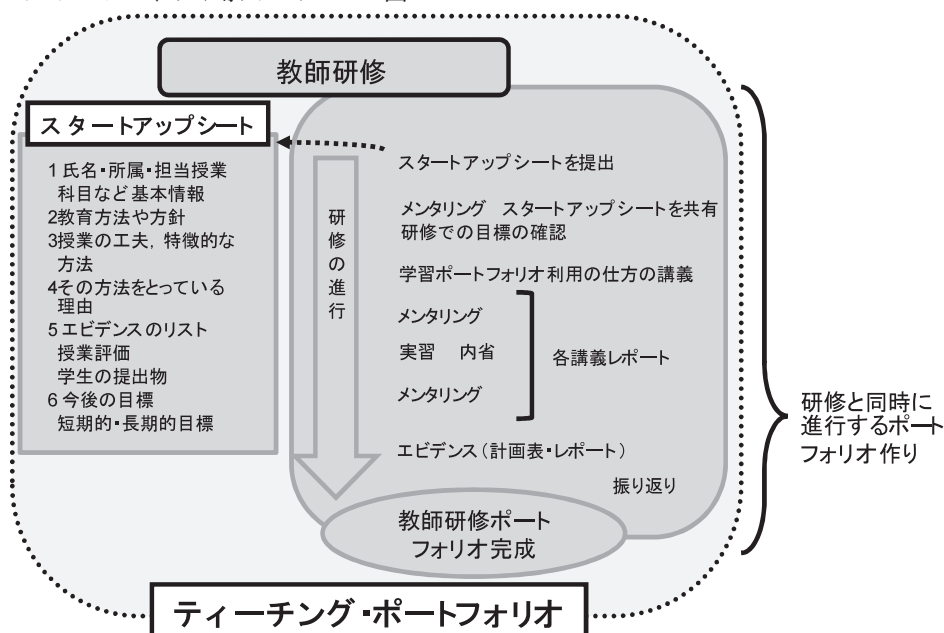 教師研修
スタートアップシート
1 氏名・所属・担当授業
科目など基本情報
2教育方法や方針
3授業の工夫, 特徴的な
方法
4その方法をとっている
理由
5 エビデンスのリスト
授業評価
学生の提出物
6 今後の目標
短期的・長期的目標
研修の進行
スタートアップシートを提出
メンタリング スタートアップシートを共有
研修での目標の確認
学習ポートフォリオ利用の仕方の講義
メンタリング
実習 内省
メンタリング
各講義レポート
エビデンス(計画表・レポート)
振り返り
教師研修ポート
フォリオ完成
研修と同時に
進行するポート
フォリオ作り
ティーチング・ポートフォリオ